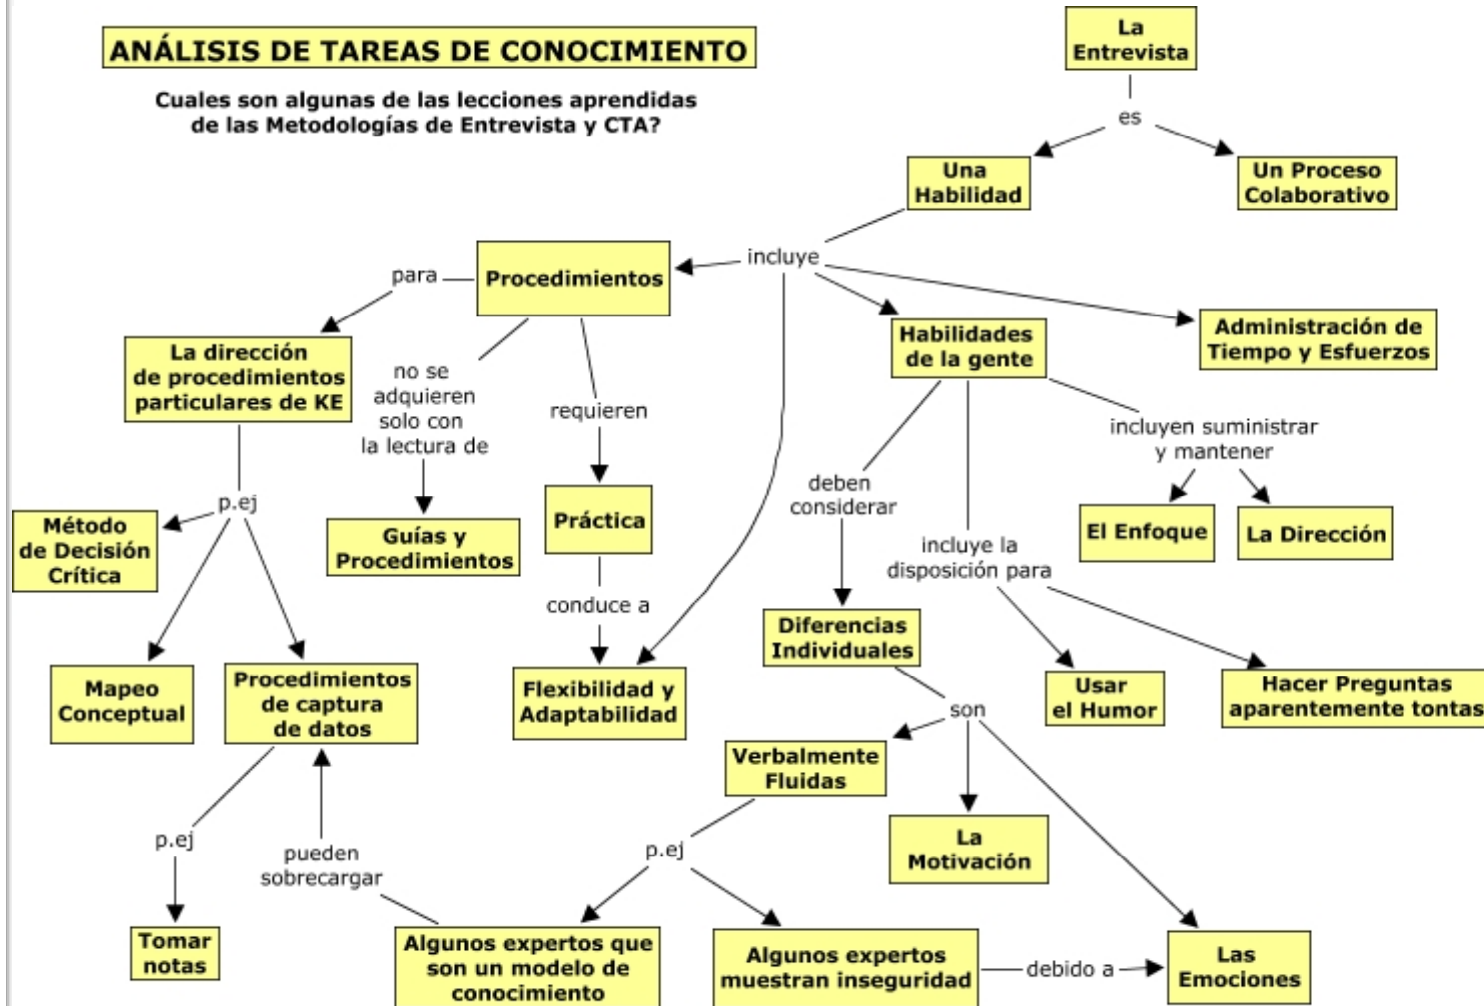 ANÁLISIS DE TAREAS DE CONOCIMIENTO
Cuales son algunas de las lecciones aprendidas
de las Metodologías de Entrevista y CTA?
La
Entrevista
es
Una
Habilidad
Un Proceso
Colaborativo
incluye
Procedimientos
para
Habilidades
de la gente
Administración de
Tiempo y Esfuerzos
La dirección
de procedimientos
particulares de KE
no se
adquieren
solo con
la lectura de
requieren
incluyen suministrar
y mantener
deben
considerar
p.ej
Método
de Decisión
Crítica
Guías y
Procedimientos
Práctica
El Enfoque
La Dirección
incluye la
disposición para
conduce a
Diferencias
Individuales
Mapeo
Conceptual
Procedimientos
de captura
de datos
Flexibilidad y
Adaptabilidad
son
Usar
el Humor
Hacer Preguntas
aparentemente tontas
Verbalmente
Fluidas
La
Motivación
p.ej
pueden
sobrecargar
p.ej
Tomar
notas
Algunos expertos que
son un modelo de
conocimiento
Algunos expertos
muestran inseguridad
debido a
Las
Emociones